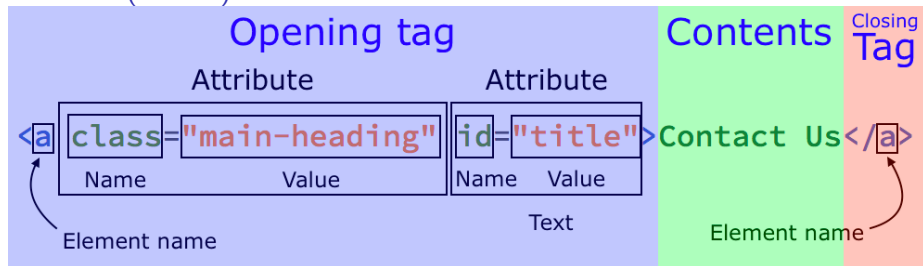 Opening tag Contents Closing
Tag
Attribute Attribute
<a class="main-heading" id="title">Contact Us</a>
Name Value Name Value
Text
Element name Element name